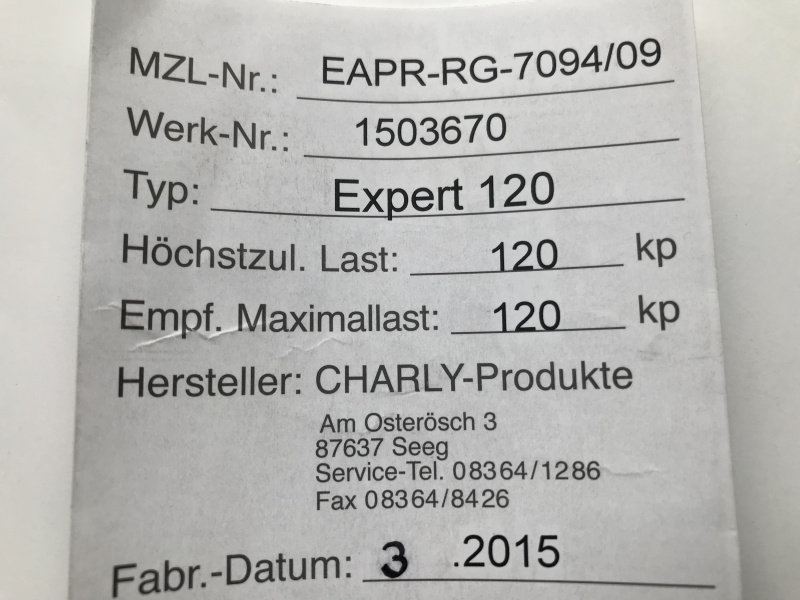 MZL-Nr.: EAPR-RG-7094/09
Werk-Nr.: 1503670
Typ: Expert 120
Höchstzul. Last: 120 kp
Empf. Maximallast: 120 kp
Hersteller: CHARLY-Produkte
Am Osterösch 3
87637 Seeg
Service-Tel. 08364/1286
Fax 08364/8426
Fabr.-Datum: 3 .2015